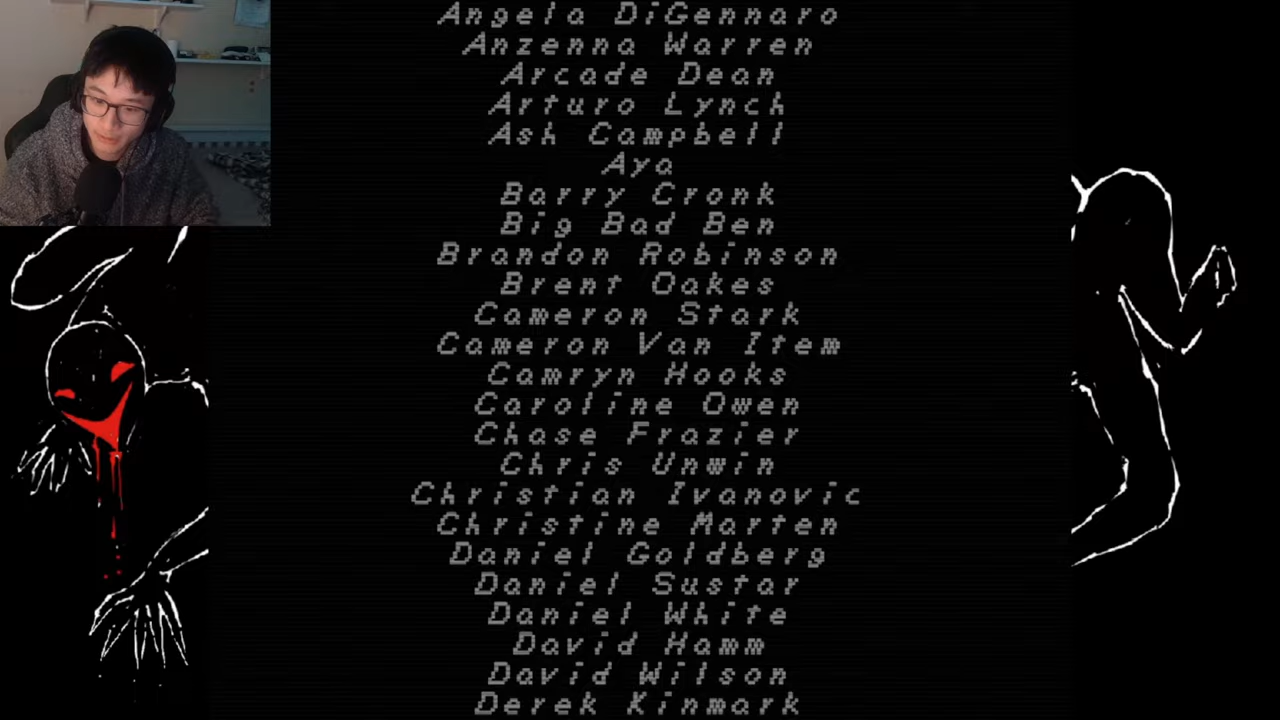 Angela DiGennaro
Anzenna Warren
Arcade Dean
Arturo Lynch
Ash Campbell
Aya
Barry Cronk
Big Bad Ben
Brandon Robinson
Brent Oakes
Cameron Stark
Cameron Van Item
Camryn Hooks
Caroline Owen
Chase Frazier
Chris Unwin
Christian Ivanovic
Christine Marten
Daniel Goldberg
Daniel Sustar
Daniel White
David Hamm
David Wilson
Derek Kinmark